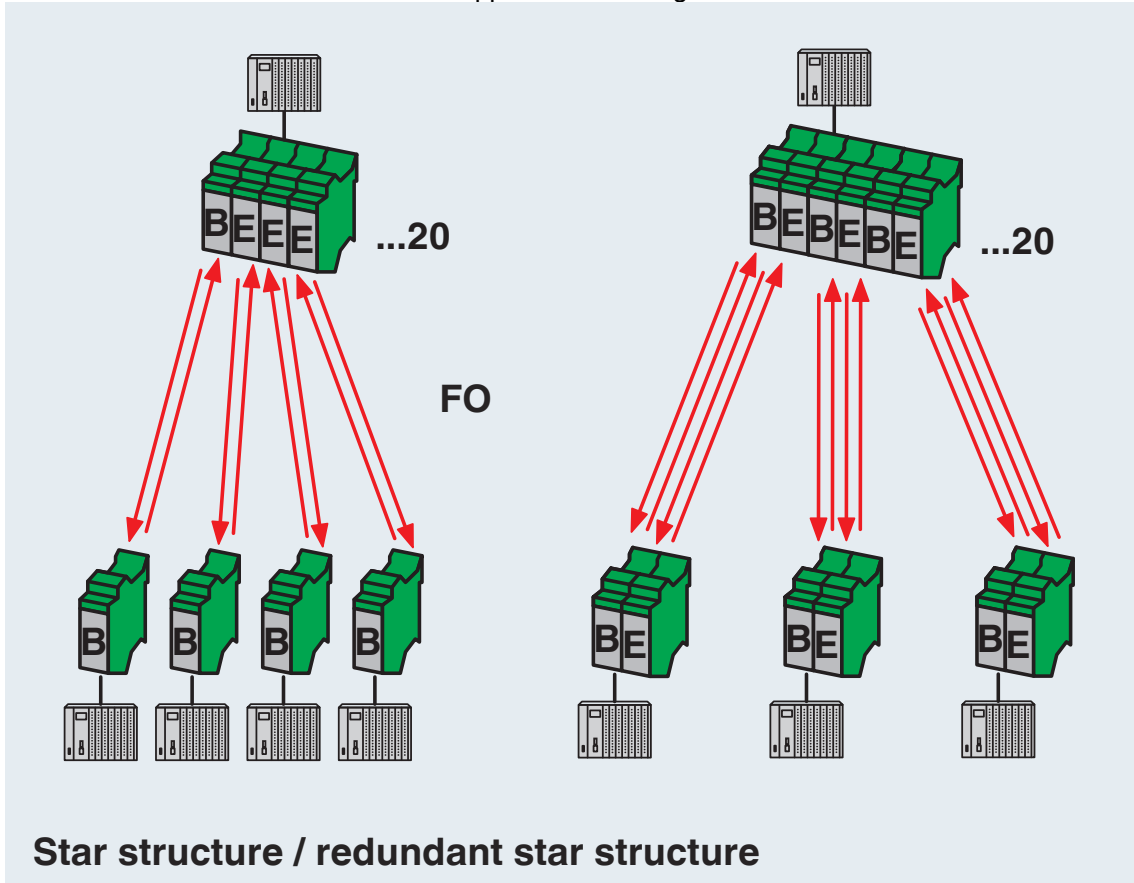 BEEE
...20
BEBEBE
...20
FO
B
B
B
B
BE
BE
BE
Star structure / redundant star structure